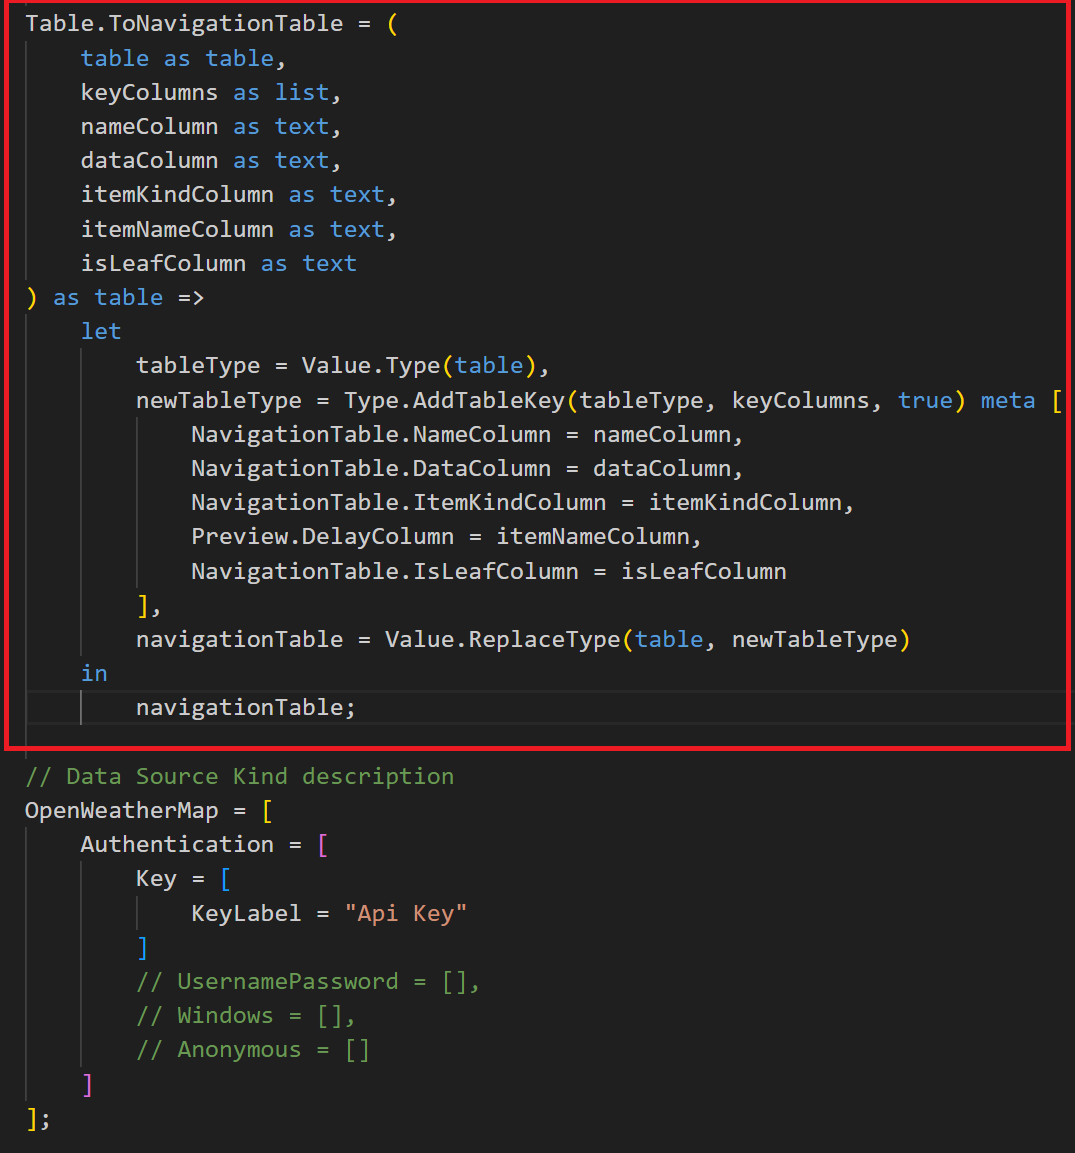 Table.ToNavigationTable = (
    table as table,
    keyColumns as list,
    nameColumn as text,
    dataColumn as text,
    itemKindColumn as text,
    itemNameColumn as text,
    isLeafColumn as text
) as table =>
    let
        tableType = Value.Type(table),
        newTableType = Type.AddTableKey(tableType, keyColumns, true) meta [
            NavigationTable.NameColumn = nameColumn,
            NavigationTable.DataColumn = dataColumn,
            NavigationTable.ItemKindColumn = itemKindColumn,
            Preview.DelayColumn = itemNameColumn,
            NavigationTable.IsLeafColumn = isLeafColumn
        ],
        navigationTable = Value.ReplaceType(table, newTableType)
    in
        navigationTable;
// Data Source Kind description
OpenWeatherMap = [
    Authentication = [
        Key = [
            KeyLabel = "Api Key"
        ]
        // UsernamePassword = [],
        // Windows = [],
        // Anonymous = []
    ]
];